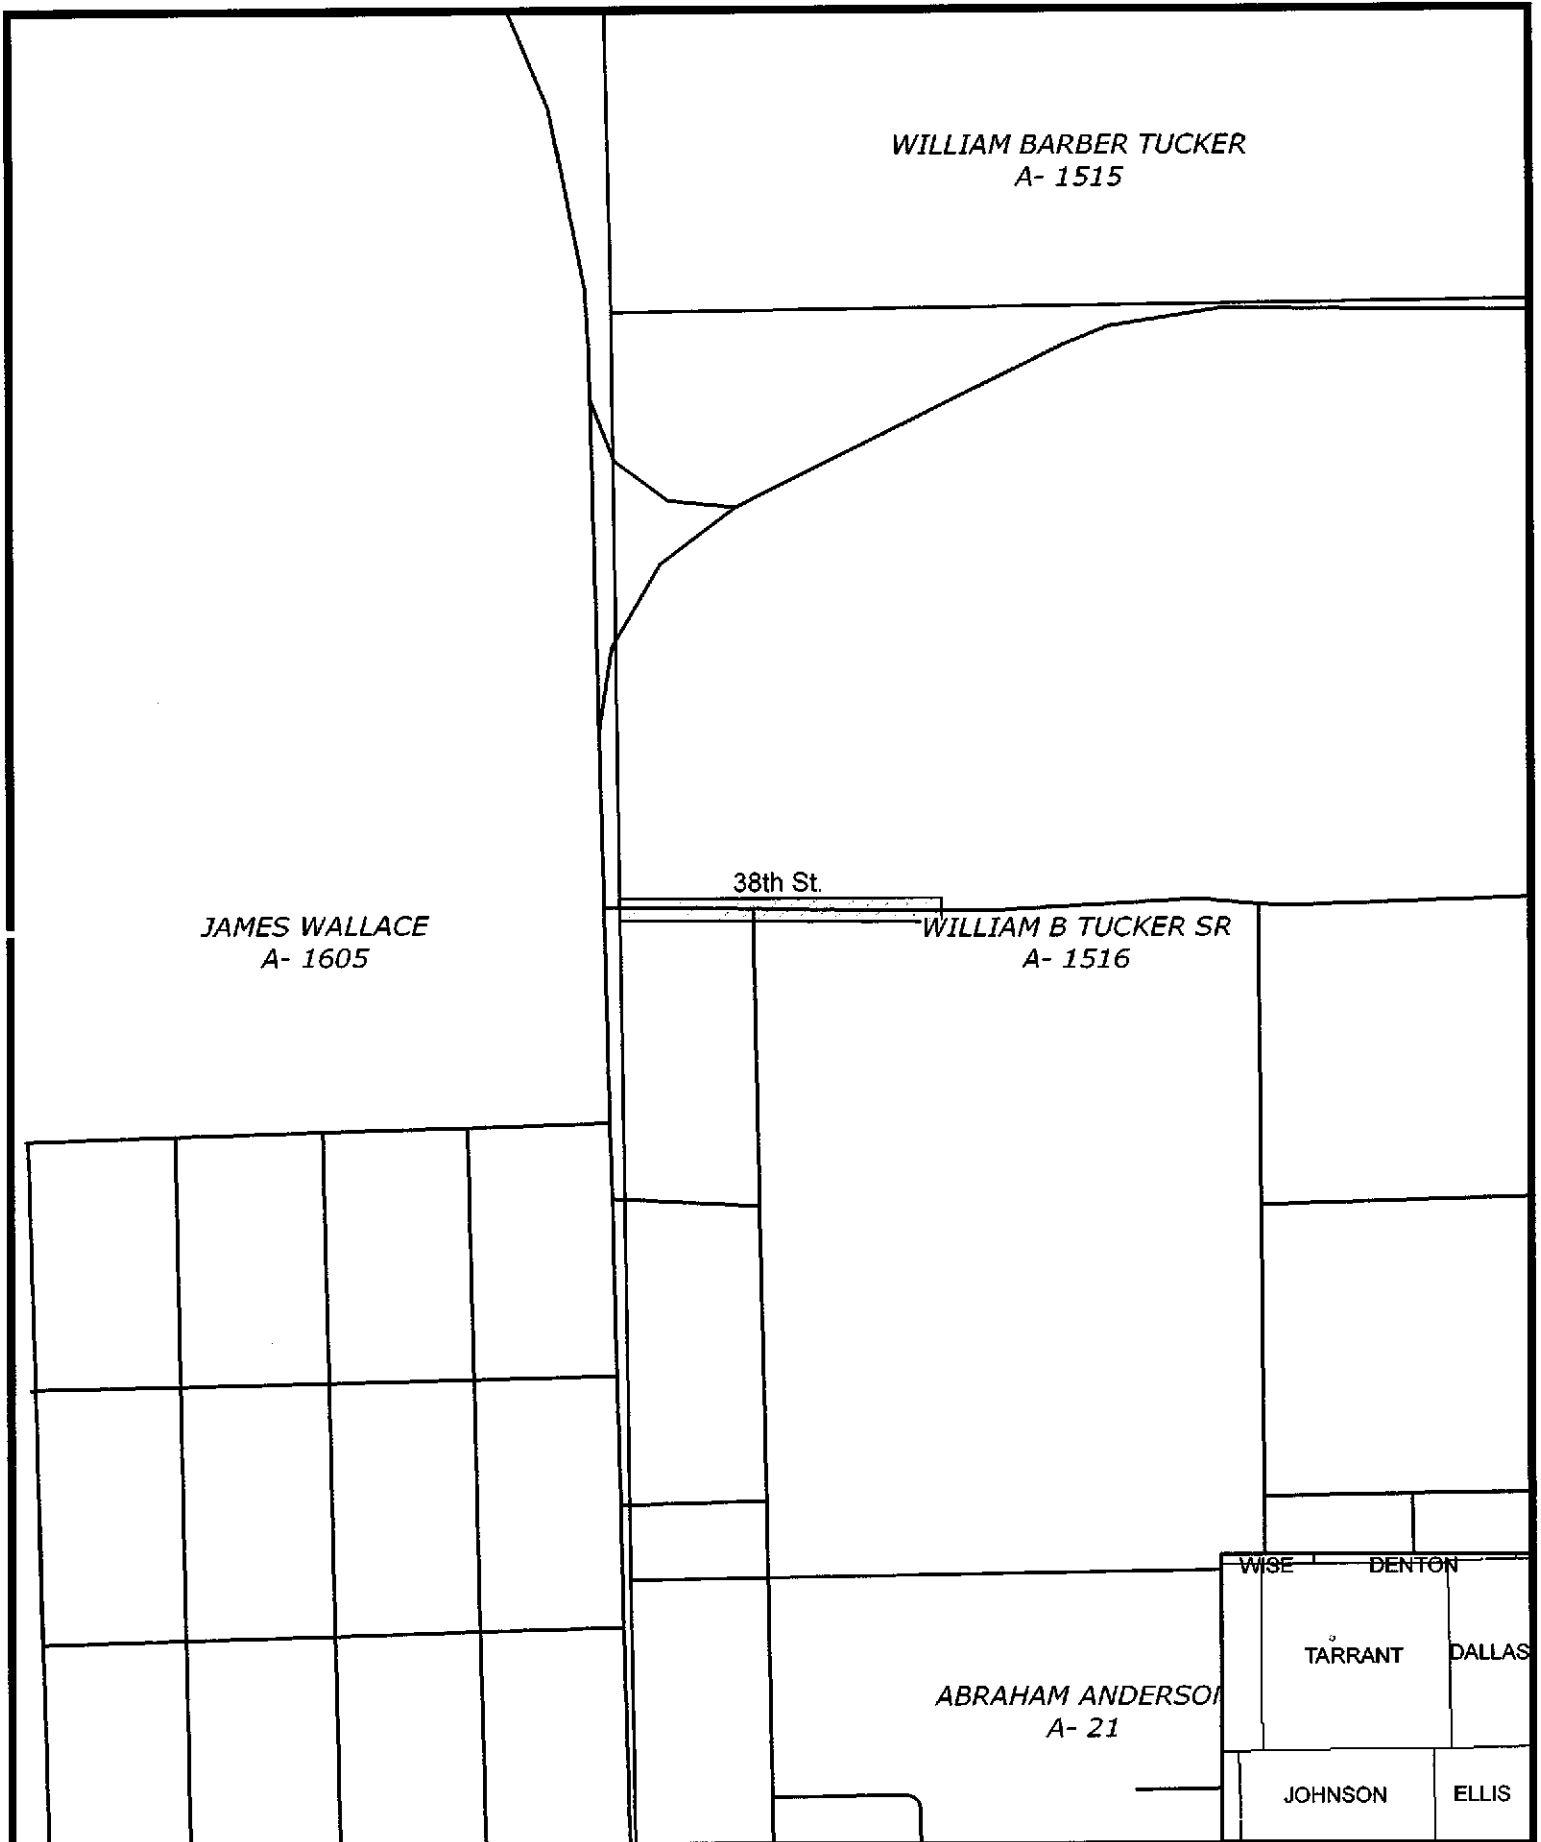 WILLIAM BARBER TUCKER
A- 1515
38th St.
JAMES WALLACE
A- 1605
WILLIAM B TUCKER SR
A- 1516
WISE
DENTON
TARRANT
DALLAS
ABRAHAM ANDERSON
A- 21
JOHNSON
ELLIS